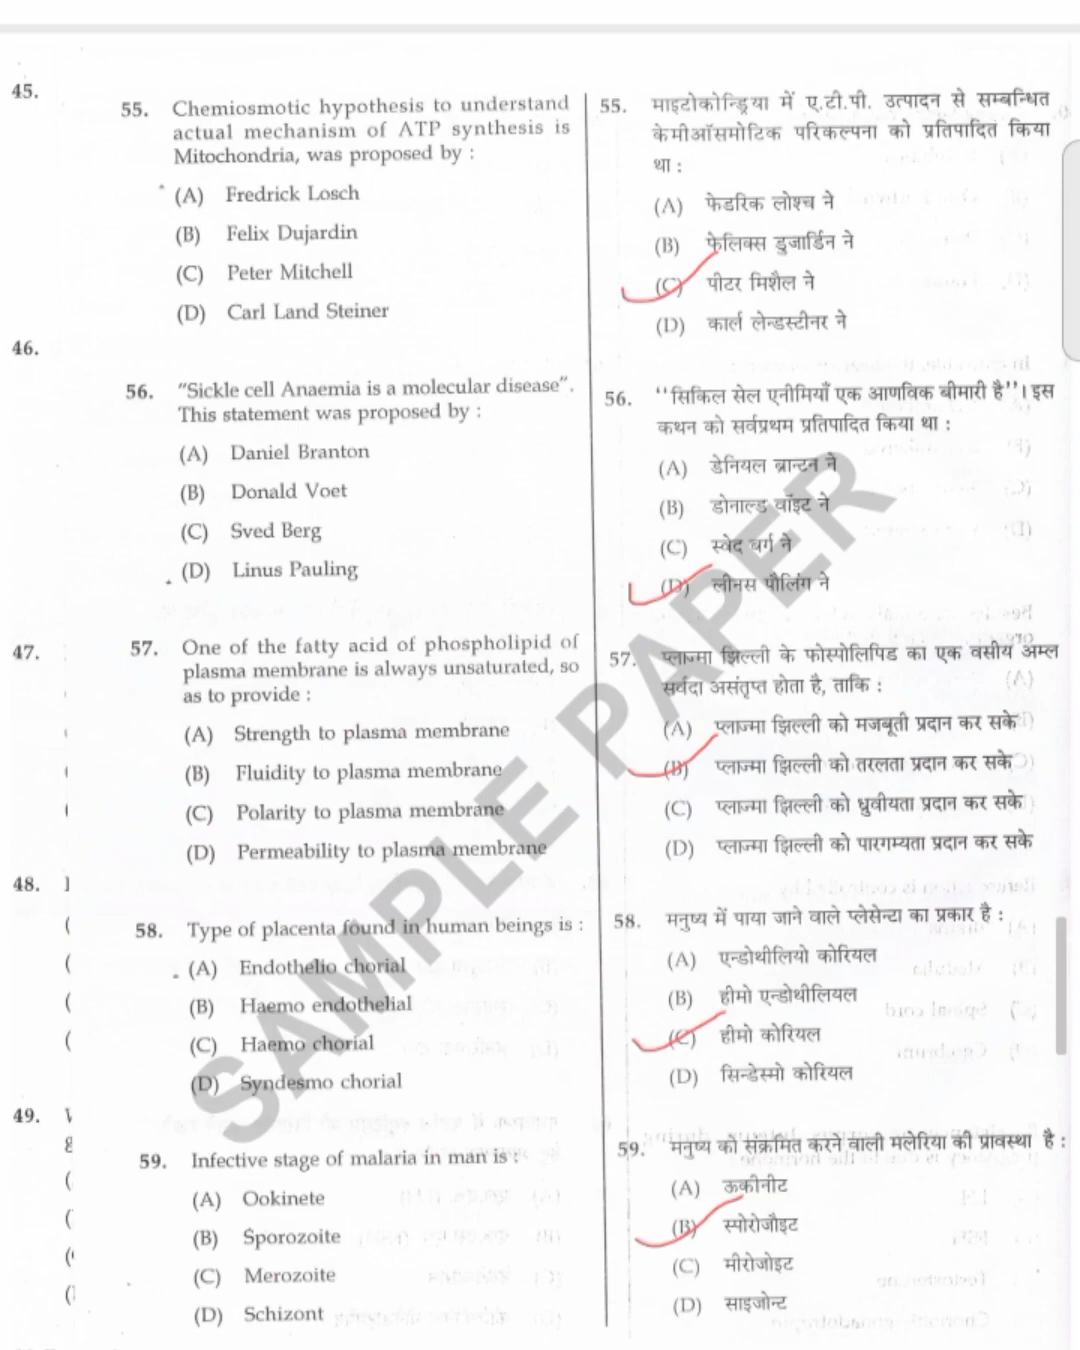 45.
55. Chemiosmotic hypothesis to understand
actual mechanism of ATP synthesis is
Mitochondria, was proposed by :
(A) Fredrick Losch
(B) Felix Dujardin
(C) Peter Mitchell
(D) Carl Land Steiner
46.
56. "Sickle cell Anaemia is a molecular disease".
This statement was proposed by :
(A) Daniel Branton
(B) Donald Voet
(C) Sved Berg
(D) Linus Pauling
47.
57. One of the fatty acid of phospholipid of
plasma membrane is always unsaturated, so
as to provide :
(A) Strength to plasma membrane
(B) Fluidity to plasma membrane
(C) Polarity to plasma membrane
(D) Permeability to plasma membrane
48.
58. Type of placenta found in human beings is :
(A) Endothelio chorial
(B) Haemo endothelial
(C) Haemo chorial
(D) Syndesmo chorial
49.
59. Infective stage of malaria in man is :
(A) Ookinete
(B) Sporozoite
(C) Merozoite
(D) Schizont
55. माइटोकोन्ड्रिया में ए.टी.पी. उत्पादन से सम्बन्धित
केमीऑसमोटिक परिकल्पना को प्रतिपादित किया
था :
(A) फेडरिक लोश्च ने
(B) फेलिक्स डुजार्डिन ने
(C) पीटर मिशैल ने
(D) कार्ल लेन्डस्टीनर ने
56. "सिकिल सेल एनीमियाँ एक आणविक बीमारी है"। इस
कथन को सर्वप्रथम प्रतिपादित किया था :
(A) डेनियल ब्रान्टन ने
(B) डोनाल्ड वॉइट ने
(C) स्वेद बर्ग ने
(D) लीनस पौलिंग ने
57. प्लाज्मा झिल्ली के फोस्पोलिपिड का एक वसीय अम्ल
सर्वदा असंतृप्त होता है, ताकि :
(A) प्लाज्मा झिल्ली को मजबूती प्रदान कर सके
(B) प्लाज्मा झिल्ली को तरलता प्रदान कर सके
(C) प्लाज्मा झिल्ली को ध्रुवीयता प्रदान कर सके
(D) प्लाज्मा झिल्ली को पारगम्यता प्रदान कर सके
58. मनुष्य में पाया जाने वाले प्लेसेन्टा का प्रकार है :
(A) एन्डोथीलियो कोरियल
(B) हीमो एन्डोथीलियल
(C) हीमो कोरियल
(D) सिन्डेस्मो कोरियल
59. मनुष्य को संक्रमित करने वाली मलेरिया की प्रावस्था है :
(A) ऊकीनीट
(B) स्पोरोजौइट
(C) मीरोजोइट
(D) साइजोन्ट
SAMPLE PAPER